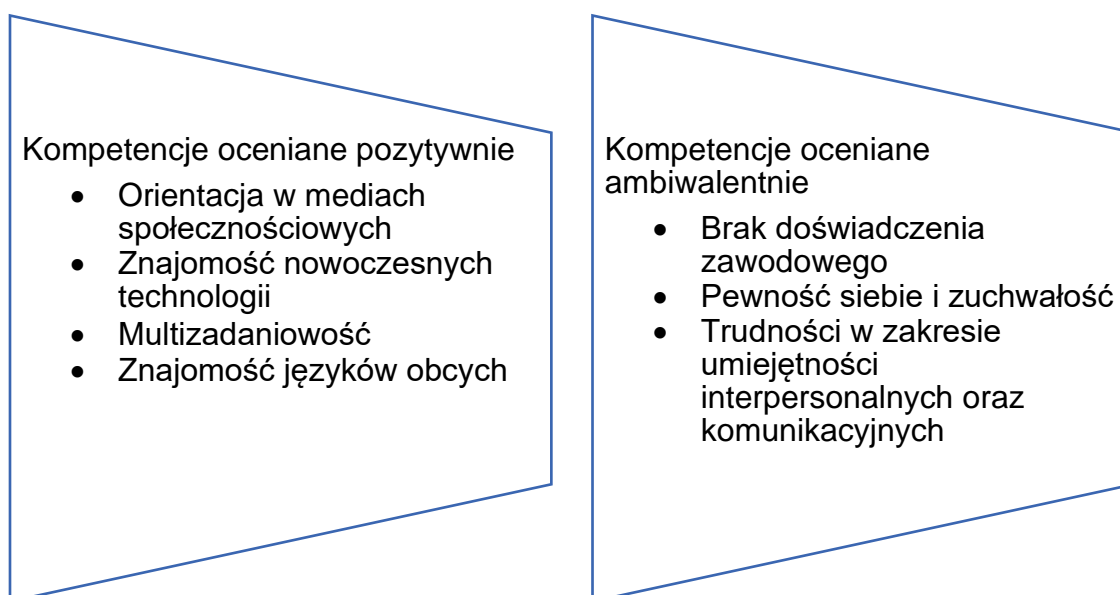 Kompetencje oceniane pozytywnie
• Orientacja w mediach
społecznościowych
• Znajomość nowoczesnych
technologii
• Multizadaniowość
• Znajomość języków obcych
Kompetencje oceniane
ambiwalentnie
• Brak doświadczenia
zawodowego
• Pewność siebie i zuchwałość
• Trudności w zakresie
umiejętności
interpersonalnych oraz
komunikacyjnych